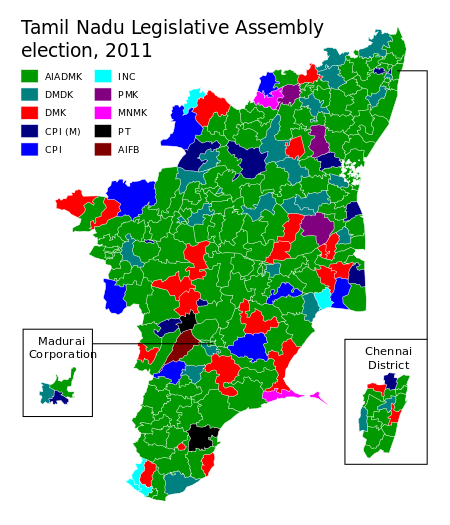 Tamil Nadu Legislative Assembly
election, 2011
AIADMK
DMDK
DMK
CPI (M)
CPI
INC
PMK
MNMK
PT
AIFB
Madurai
Corporation
Chennai
District